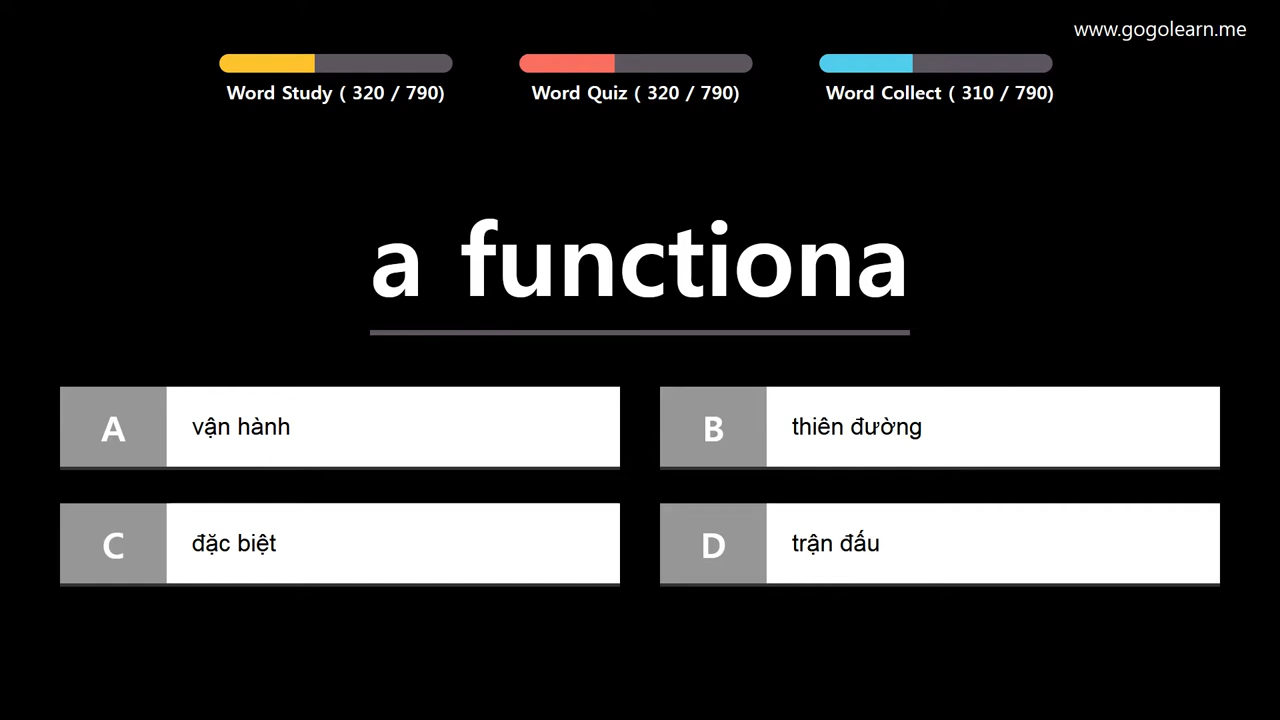 www.gogolearn.me
Word Study ( 320 / 790)
Word Quiz ( 320 / 790)
Word Collect ( 310 / 790)
a functiona
A
vận hành
B
thiên đường
C
đặc biệt
D
trận đấu